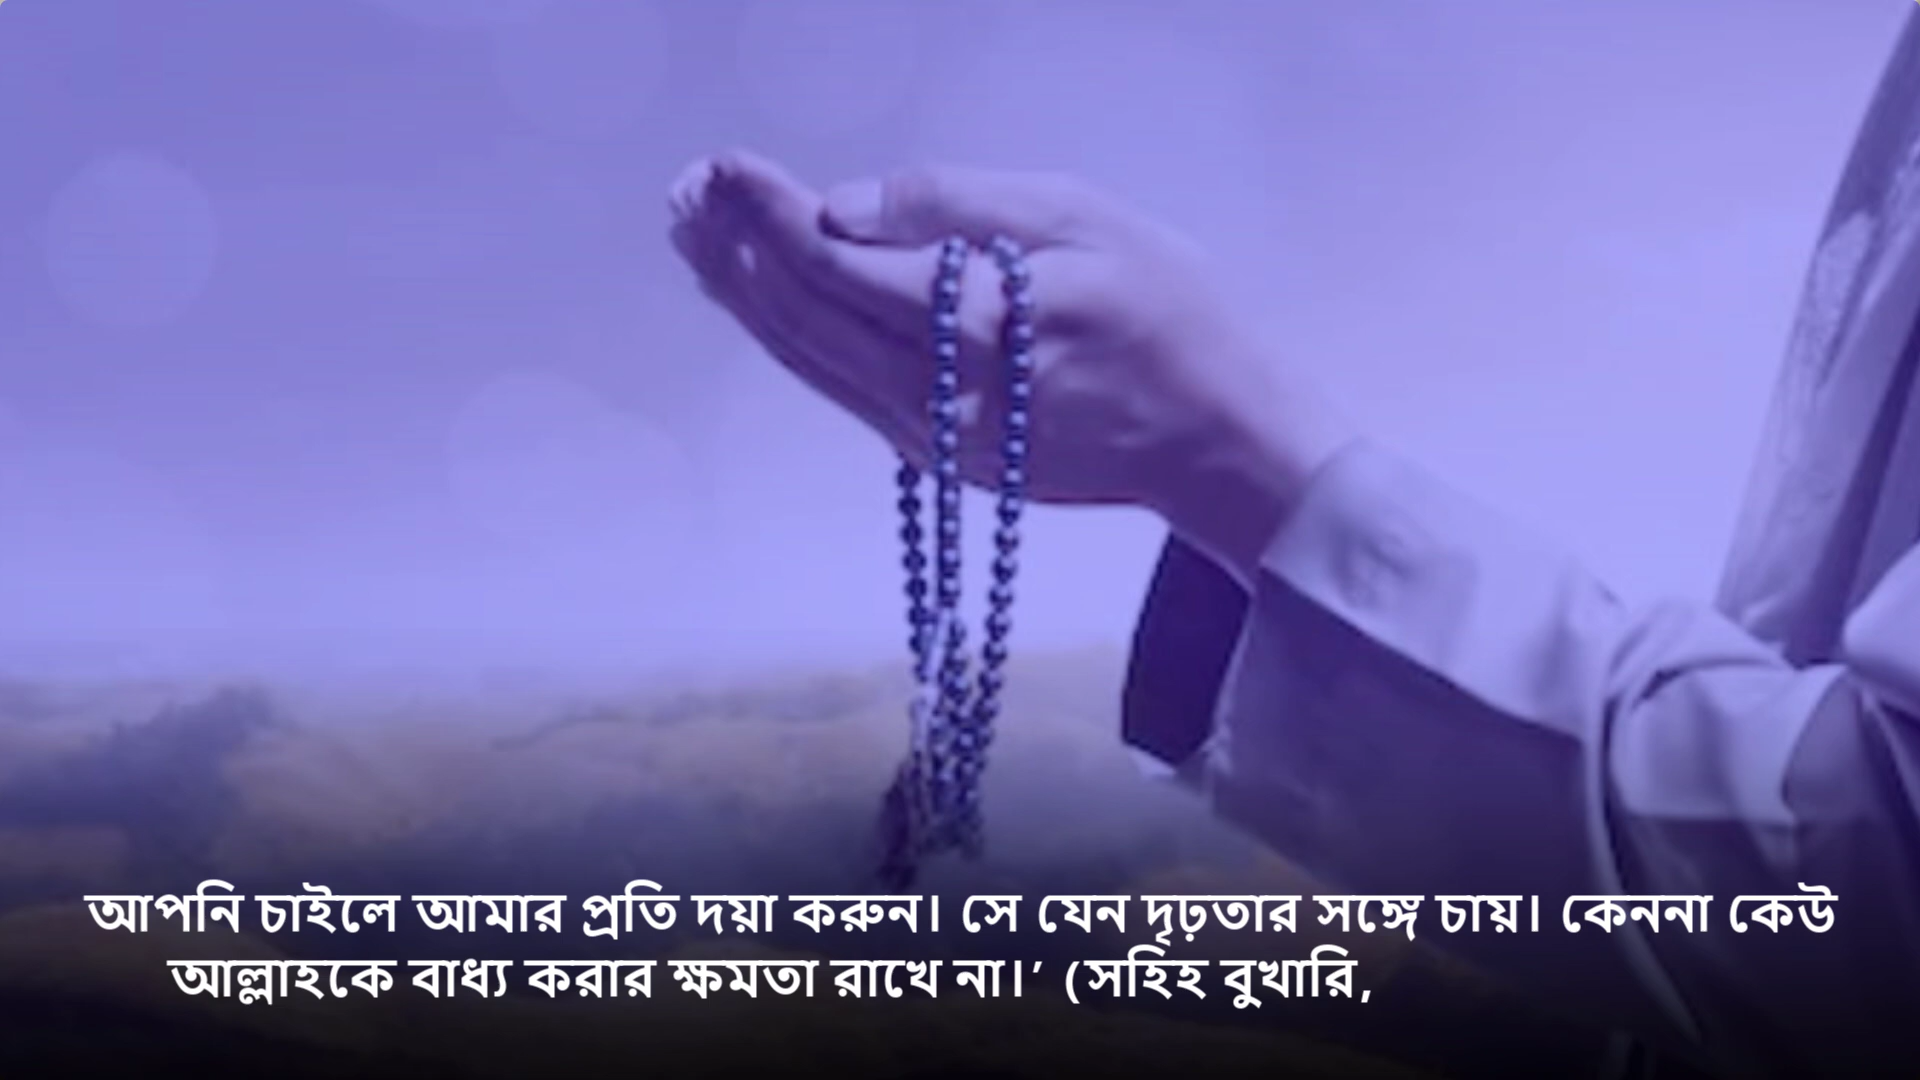 আপনি চাইলে আমার প্রতি দয়া করুন। সে যেন দৃঢ়তার সঙ্গে চায়। কেননা কেউ
আল্লাহকে বাধ্য করার ক্ষমতা রাখে না।’ (সহিহ বুখারি,